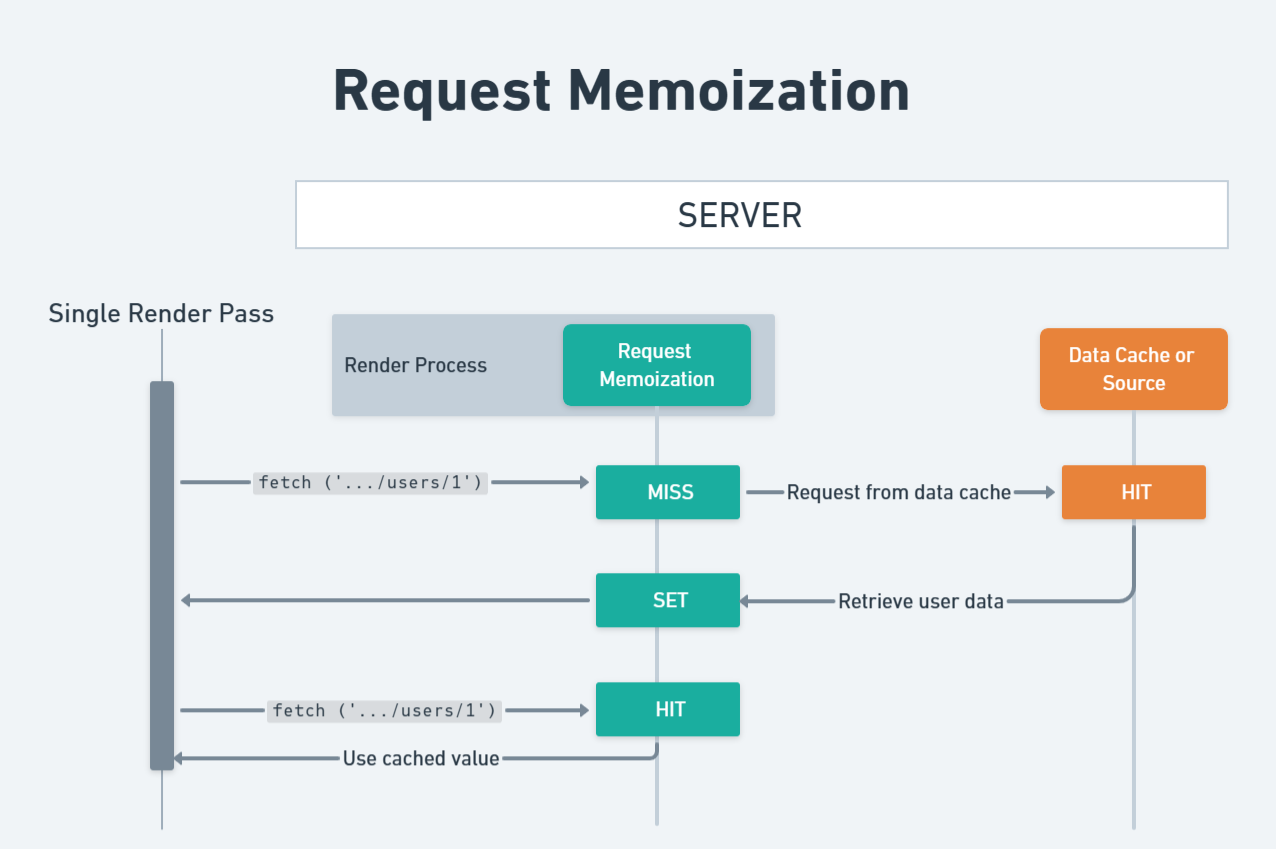 Request Memoization
SERVER
Single Render Pass
Render Process
Request
Memoization
Data Cache or
Source
fetch ('.../users/1')
MISS
Request from data cache
HIT
SET
Retrieve user data
fetch ('.../users/1')
HIT
Use cached value